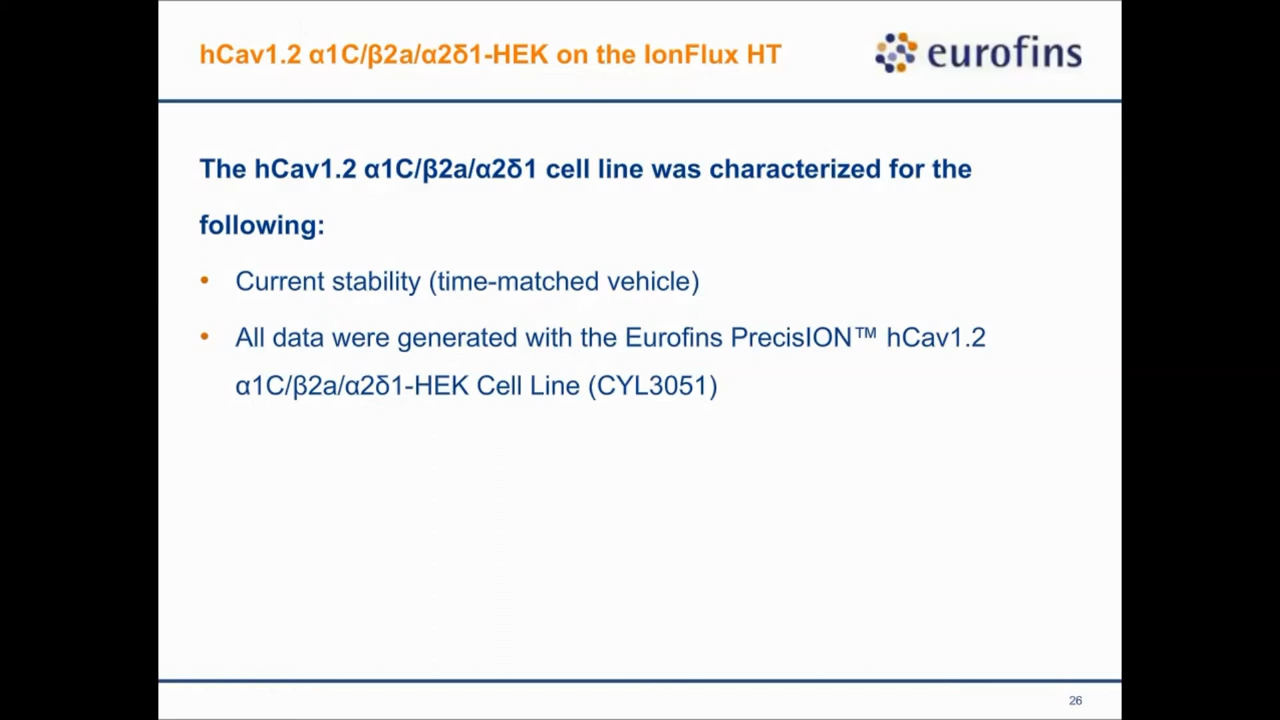 hCav1.2 α1C/β2a/α2δ1-HEK on the IonFlux HT
eurofins
The hCav1.2 α1C/β2a/α2δ1 cell line was characterized for the
following:
• Current stability (time-matched vehicle)
• All data were generated with the Eurofins PrecisION™ hCav1.2
α1C/β2a/α2δ1-HEK Cell Line (CYL3051)
26